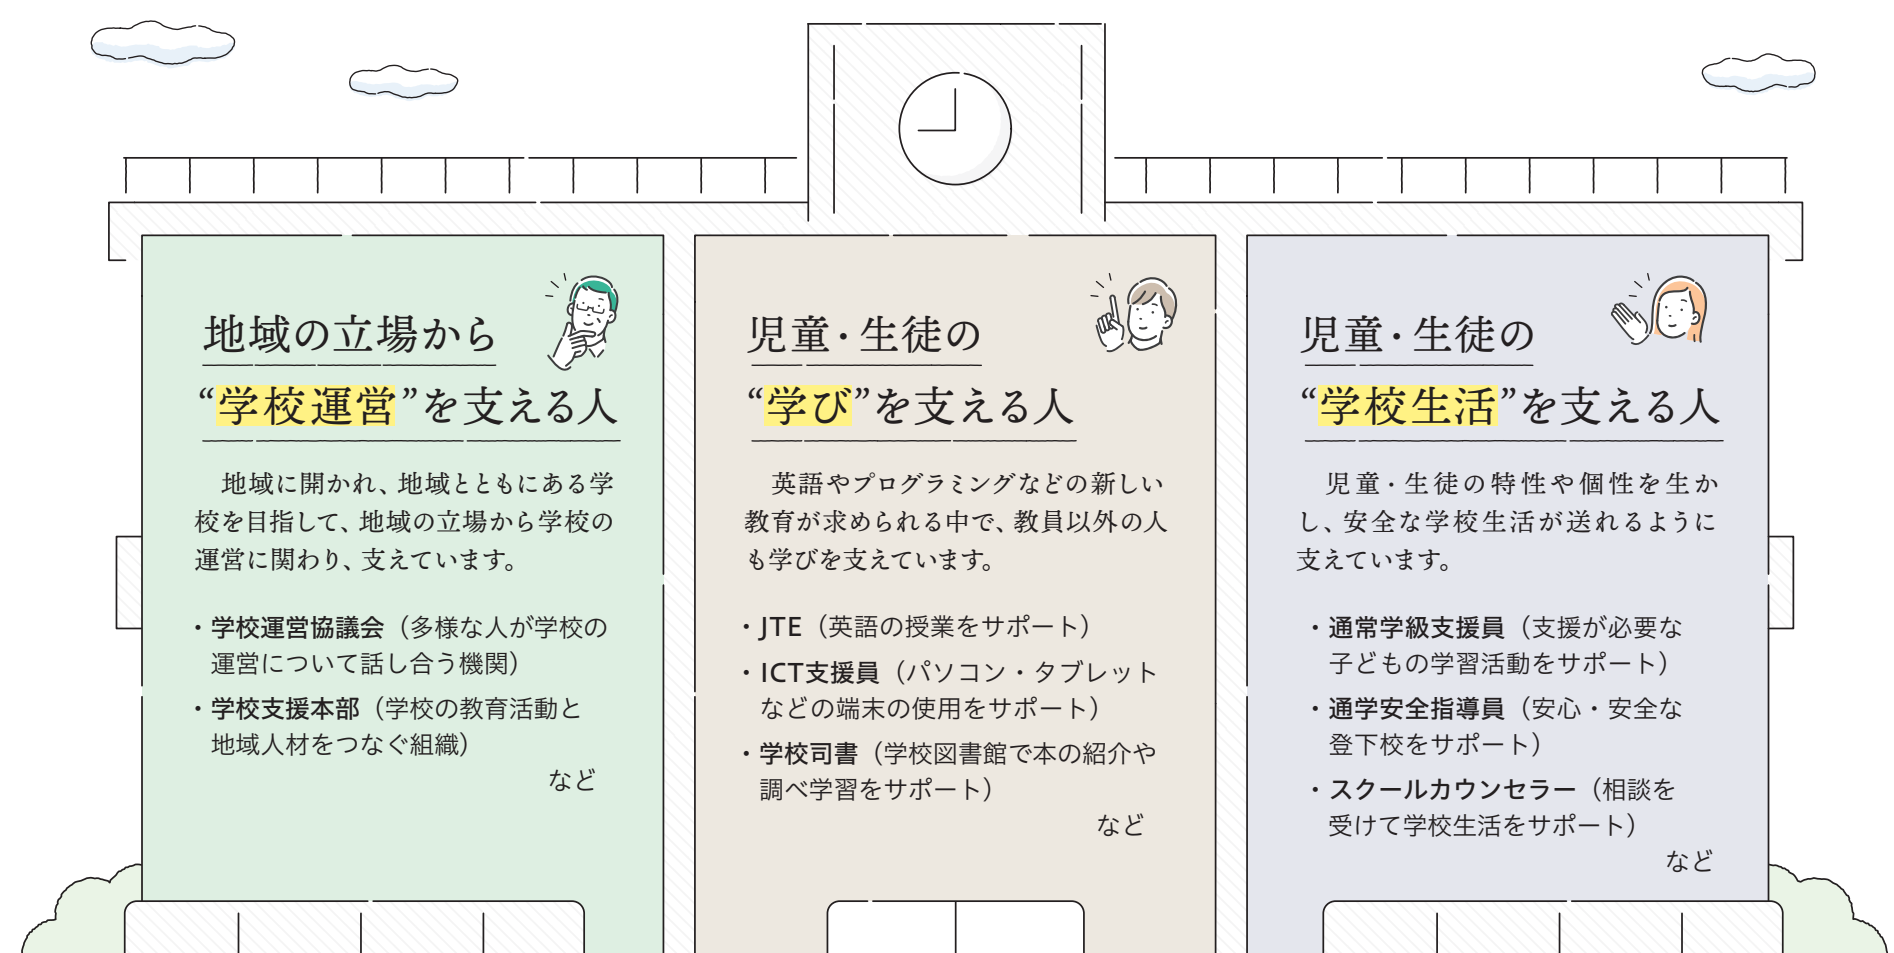 地域の立場から
“学校運営”を支える人
地域に開かれ、地域とともにある学
校を目指して、地域の立場から学校の
運営に関わり、支えています。
・学校運営協議会（多様な人が学校の
運営について話し合う機関）
・学校支援本部（学校の教育活動と
地域人材をつなぐ組織）
など
児童・生徒の
“学び”を支える人
英語やプログラミングなどの新しい
教育が求められる中で、教員以外の人
も学びを支えています。
・JTE（英語の授業をサポート）
・ICT支援員（パソコン・タブレット
などの端末の使用をサポート）
・学校司書（学校図書館で本の紹介や
調べ学習をサポート）
など
児童・生徒の
“学校生活”を支える人
児童・生徒の特性や個性を生か
し、安全な学校生活が送れるように
支えています。
・通常学級支援員（支援が必要な
子どもの学習活動をサポート）
・通学安全指導員（安心・安全な
登下校をサポート）
・スクールカウンセラー（相談を
受けて学校生活をサポート）
など